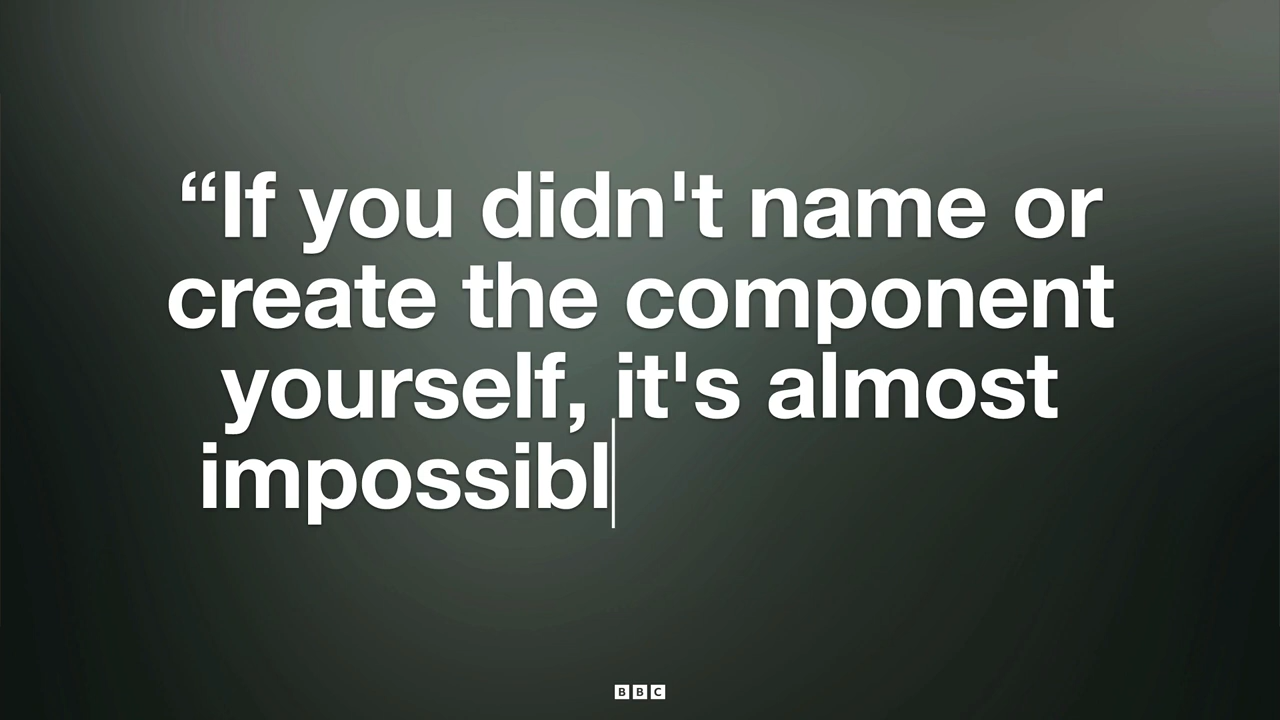 “If you didn't name or
create the component
yourself, it's almost
impossibl
BBC